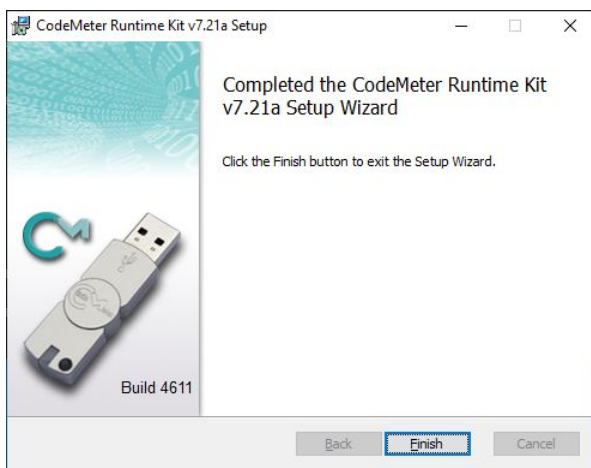 CodeMeter Runtime Kit v7.21a Setup
Completed the CodeMeter Runtime Kit
v7.21a Setup Wizard
Click the Finish button to exit the Setup Wizard.
CM
Build 4611
Back
Finish
Cancel